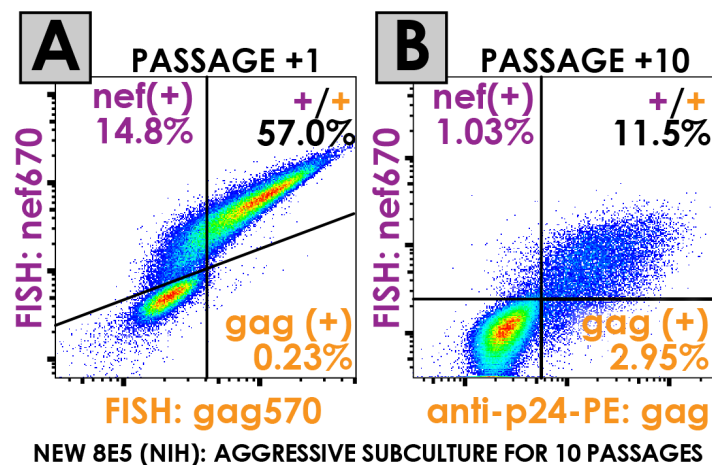 A
PASSAGE +1
nef(+)
14.8%
+/+
57.0%
gag (+)
0.23%
FISH: nef670
FISH: gag570
B
PASSAGE +10
nef(+)
1.03%
+/+
11.5%
gag (+)
2.95%
FISH: nef670
anti-p24-PE: gag
NEW 8E5 (NIH): AGGRESSIVE SUBCULTURE FOR 10 PASSAGES